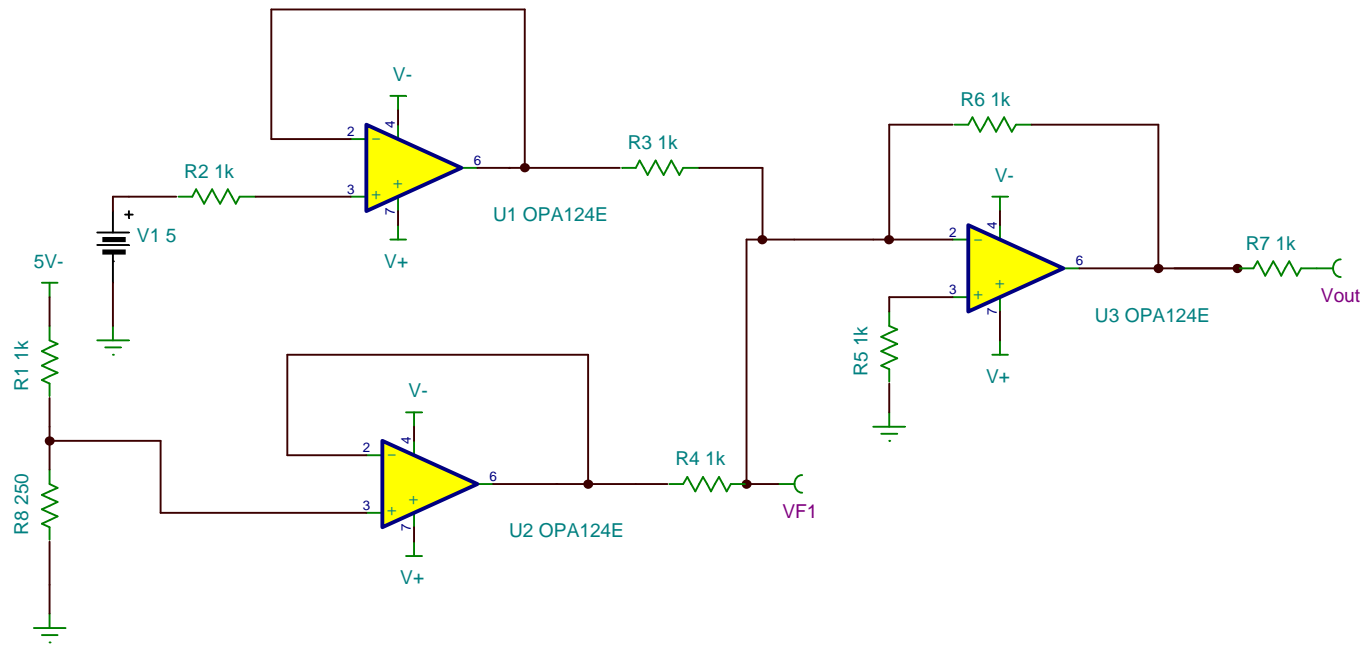 R6 1k
V-
4
2
−
R3 1k
6
R2 1k
V-
3
+
+
4
U1 OPA124E
7
2
−
R7 1k
+
V1 5
V+
6
5V-
3
+
+
Vout
U3 OPA124E
7
R5 1k
R1 1k
V+
V-
4
2
−
R4 1k
6
R8 250
3
+
+
VF1
U2 OPA124E
7
V+